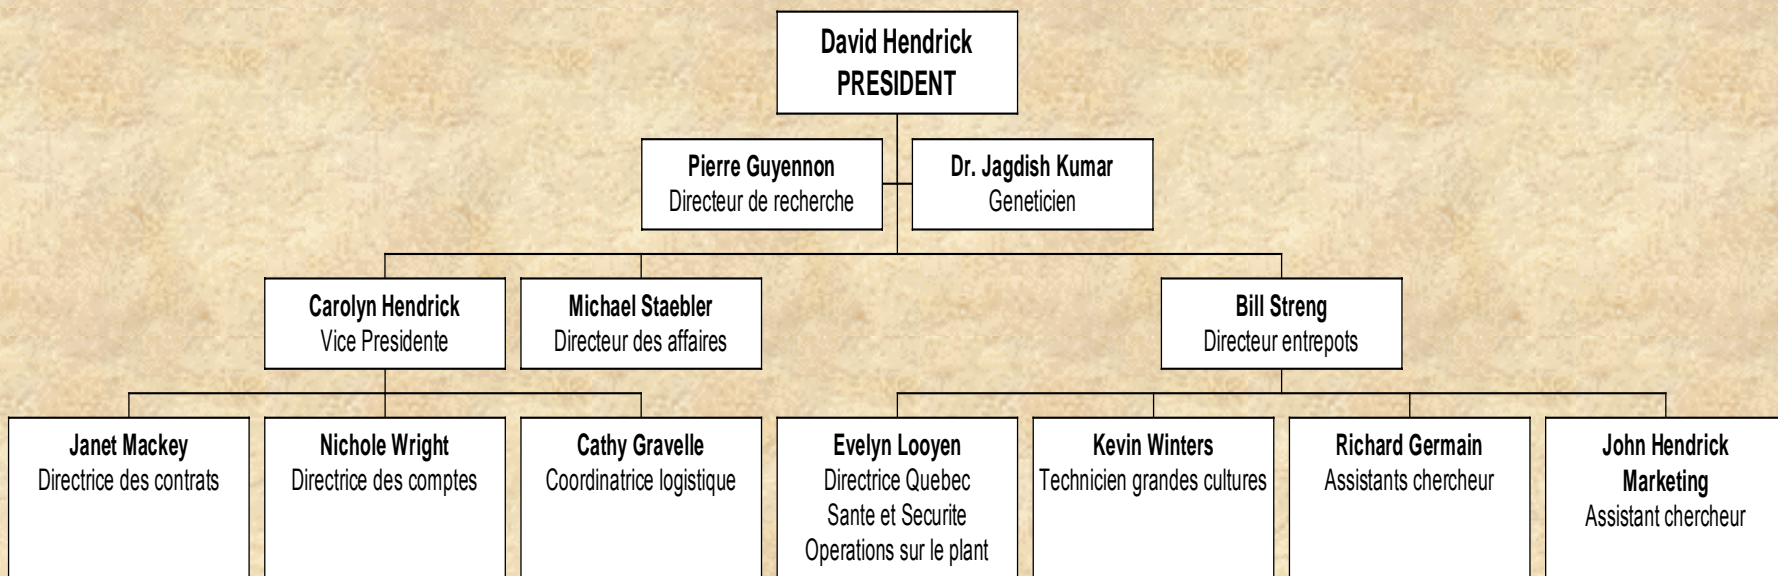 David Hendrick
PRESIDENT
Pierre Guyennon
Directeur de recherche
Dr. Jagdish Kumar
Geneticien
Carolyn Hendrick
Vice Presidente
Michael Staebler
Directeur des affaires
Bill Streng
Directeur entrepots
Janet Mackey
Directrice des contrats
Nichole Wright
Directrice des comptes
Cathy Gravelle
Coordinatrice logistique
Evelyn Looyen
Directrice Quebec
Sante et Securite
Operations sur le plant
Kevin Winters
Technicien grandes cultures
Richard Germain
Assistants chercheur
John Hendrick
Marketing
Assistant chercheur